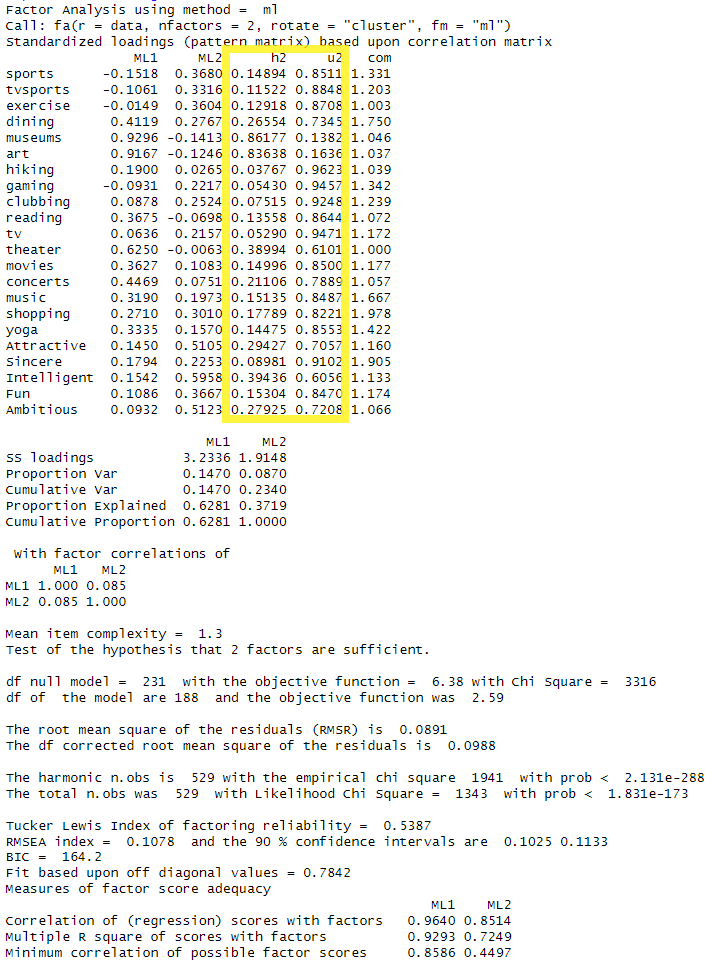 Factor Analysis using method =  ml
Call: fa(r = data, nfactors = 2, rotate = "cluster", fm = "ml")
Standardized loadings (pattern matrix) based upon correlation matrix
ML1 ML2 h2 u2 com
sports -0.1518 0.3680 0.14894 0.8511 1.331
tvsports -0.1061 0.3316 0.11522 0.8848 1.203
exercise -0.0149 0.3604 0.12918 0.8708 1.003
dining 0.4119 0.2767 0.26554 0.7345 1.750
museums 0.9296 -0.1413 0.86177 0.1382 1.046
art 0.9167 -0.1246 0.83638 0.1636 1.037
hiking 0.1900 0.0265 0.03767 0.9623 1.039
gaming -0.0931 0.2217 0.05430 0.9457 1.342
clubbing 0.0878 0.2524 0.07515 0.9248 1.239
reading 0.3675 -0.0698 0.13558 0.8644 1.072
tv 0.0636 0.2157 0.05290 0.9471 1.172
theater 0.6250 -0.0063 0.38994 0.6101 1.000
movies 0.3627 0.1083 0.14996 0.8500 1.177
concerts 0.4469 0.0751 0.21106 0.7889 1.057
music 0.3190 0.1973 0.15135 0.8487 1.667
shopping 0.2710 0.3010 0.17789 0.8221 1.978
yoga 0.3335 0.1570 0.14475 0.8553 1.422
Attractive 0.1450 0.5105 0.29427 0.7057 1.160
Sincere 0.1794 0.2253 0.08981 0.9102 1.905
Intelligent 0.1542 0.5958 0.39436 0.6056 1.133
Fun 0.1086 0.3667 0.15304 0.8470 1.174
Ambitious 0.0932 0.5123 0.27925 0.7208 1.066
ML1 ML2
SS loadings 3.2336 1.9148
Proportion Var 0.1470 0.0870
Cumulative Var 0.1470 0.2340
Proportion Explained 0.6281 0.3719
Cumulative Proportion 0.6281 1.0000
With factor correlations of
ML1 ML2
ML1 1.000 0.085
ML2 0.085 1.000
Mean item complexity =  1.3
Test of the hypothesis that 2 factors are sufficient.
df null model =  231  with the objective function =  6.38 with Chi Square =  3316
df of  the model are 188  and the objective function was  2.59
The root mean square of the residuals (RMSR) is  0.0891
The df corrected root mean square of the residuals is  0.0988
The harmonic n.obs is  529 with the empirical chi square  1941  with prob <  2.131e-288
The total n.obs was  529  with Likelihood Chi Square =  1343  with prob <  1.831e-173
Tucker Lewis Index of factoring reliability =  0.5387
RMSEA index =  0.1078  and the 90 % confidence intervals are  0.1025 0.1133
BIC =  164.2
Fit based upon off diagonal values = 0.7842
Measures of factor score adequacy
ML1 ML2
Correlation of (regression) scores with factors 0.9640 0.8514
Multiple R square of scores with factors 0.9293 0.7249
Minimum correlation of possible factor scores 0.8586 0.4497